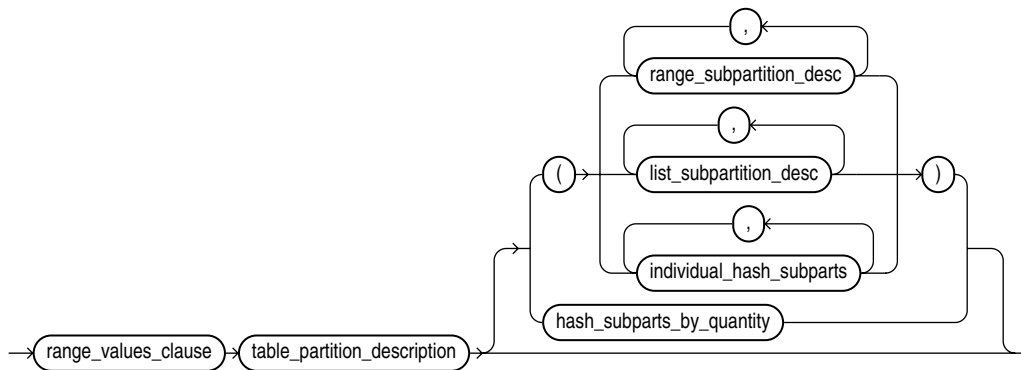 ,
range_subpartition_desc
,
( list_subpartition_desc )
,
individual_hash_subparts
hash_subparts_by_quantity
range_values_clause table_partition_description